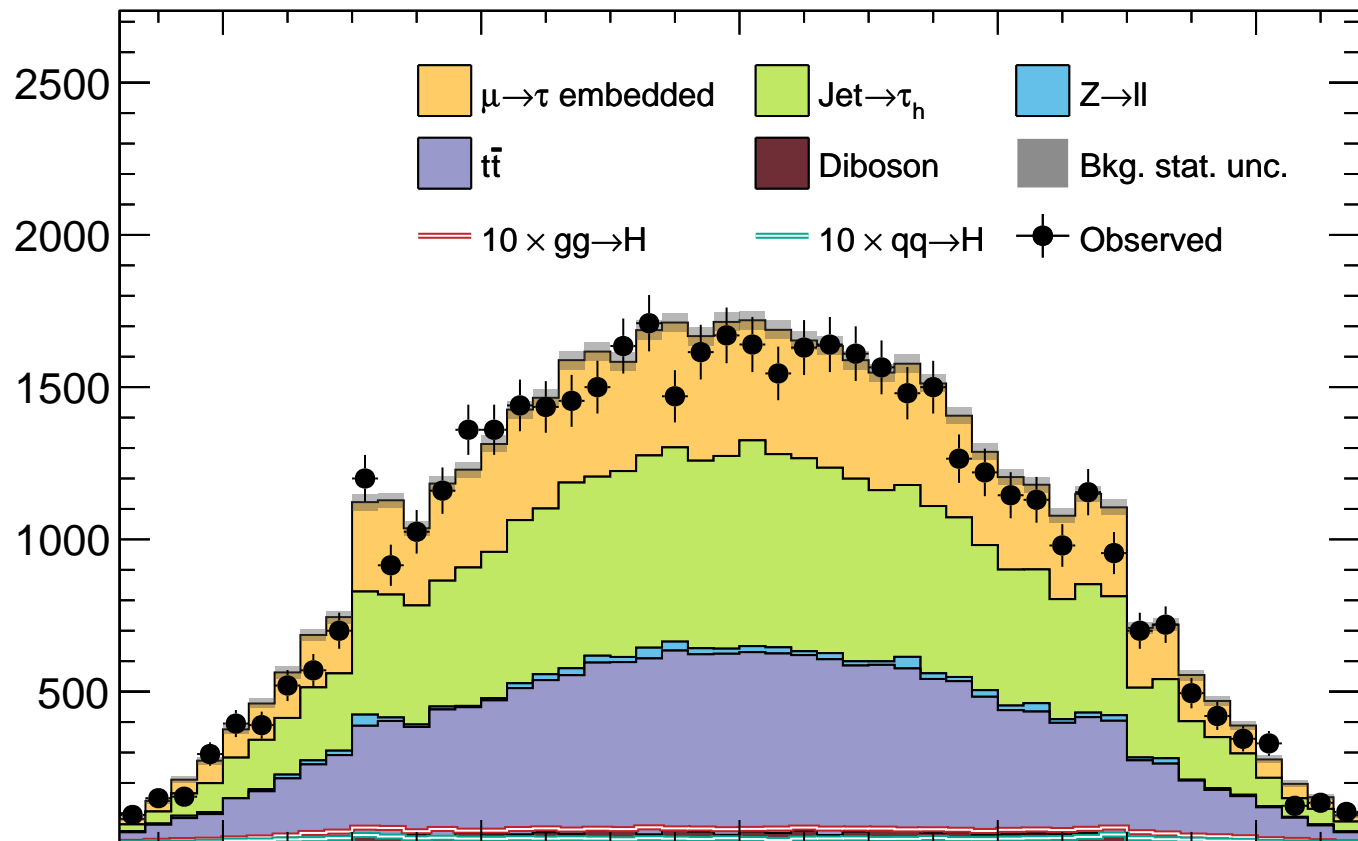 2500
μ→τ embedded Jet→τh Z→ll
tt̄ Diboson Bkg. stat. unc.
2000
10 × gg→H 10 × qq→H Observed
1500
1000
500